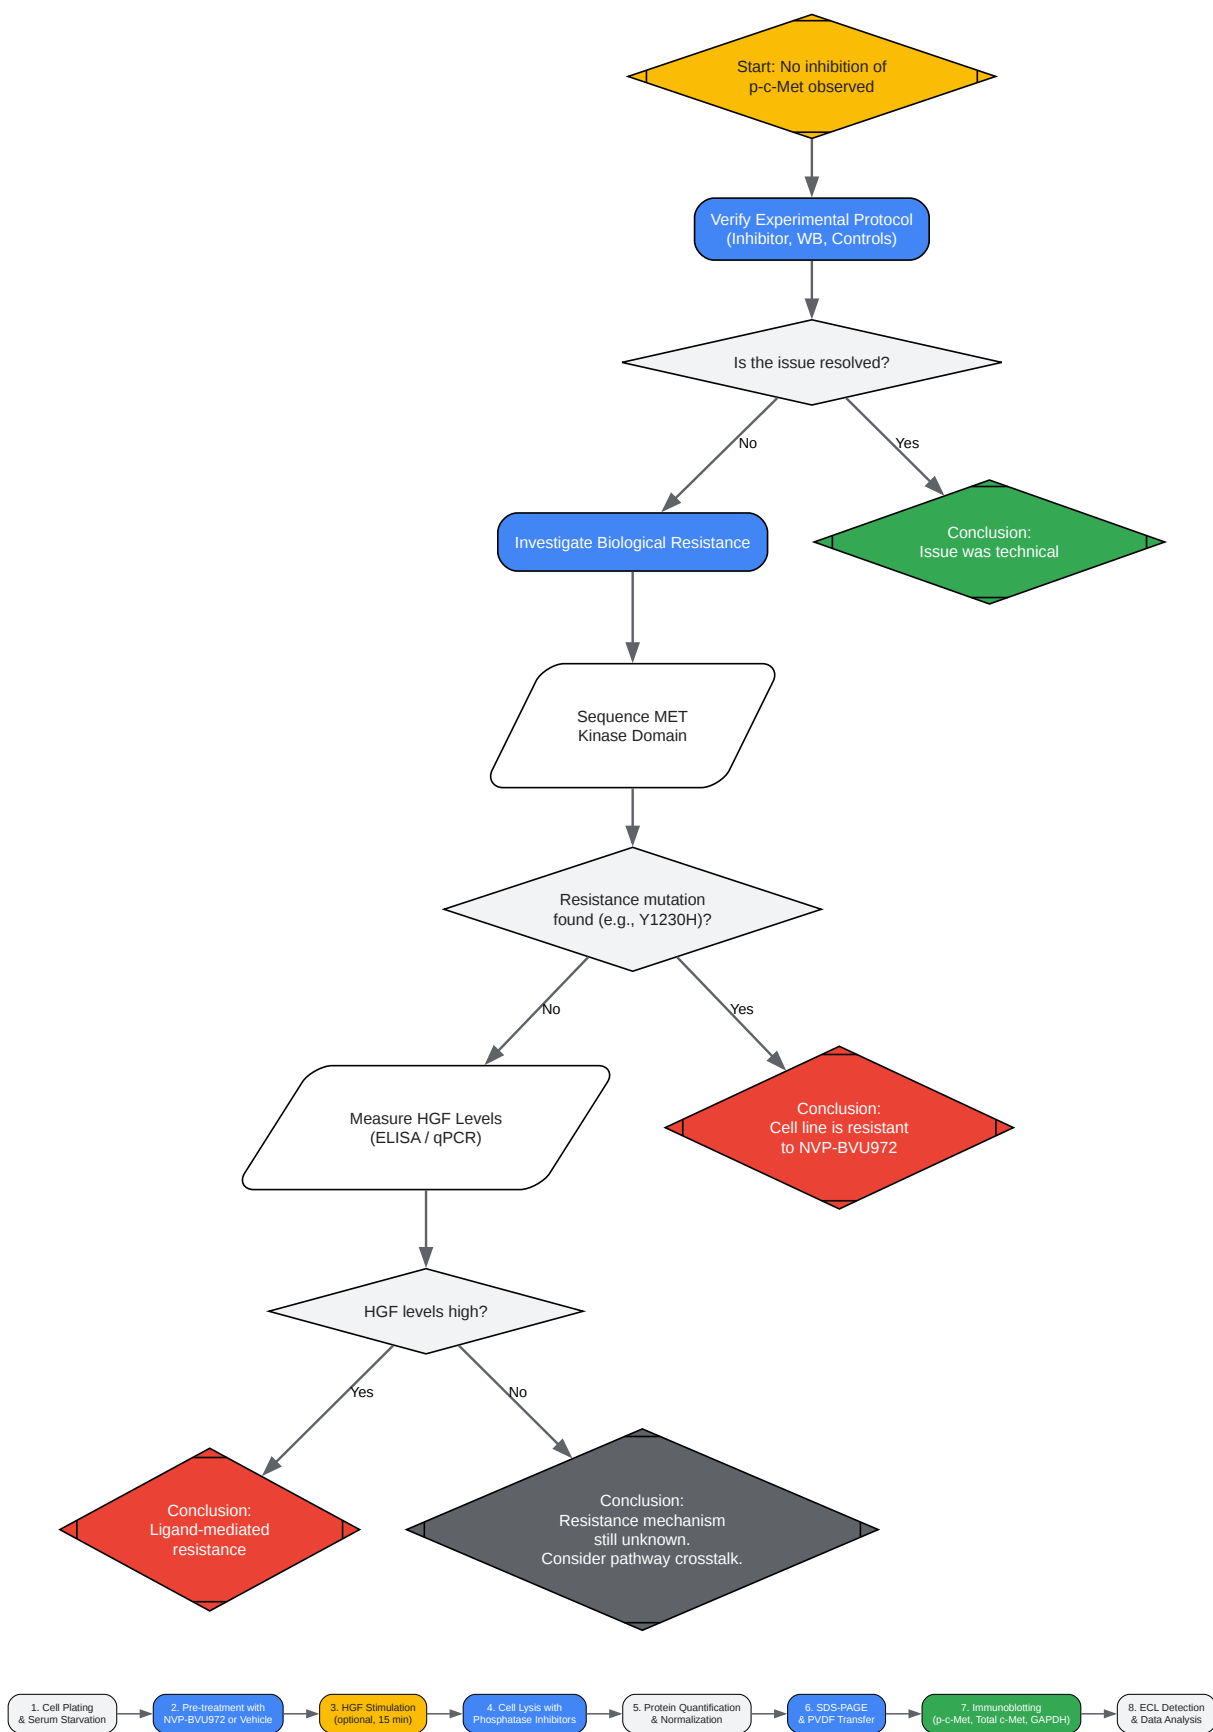 Start: No inhibition of
p-c-Met observed
Verify Experimental Protocol
(Inhibitor, WB, Controls)
Is the issue resolved?
No
Yes
Investigate Biological Resistance
Conclusion:
Issue was technical
Sequence MET
Kinase Domain
Resistance mutation
found (e.g., Y1230H)?
No
Yes
Measure HGF Levels
(ELISA / qPCR)
Conclusion:
Cell line is resistant
to NVP-BVU972
HGF levels high?
Yes
No
Conclusion:
Ligand-mediated
resistance
Conclusion:
Resistance mechanism
still unknown.
Consider pathway crosstalk.
1. Cell Plating
& Serum Starvation
2. Pre-treatment with
NVP-BVU972 or Vehicle
3. HGF Stimulation
(optional, 15 min)
4. Cell Lysis with
Phosphatase Inhibitors
5. Protein Quantification
& Normalization
6. SDS-PAGE
& PVDF Transfer
7. Immunoblotting
(p-c-Met, Total c-Met, GAPDH)
8. ECL Detection
& Data Analysis